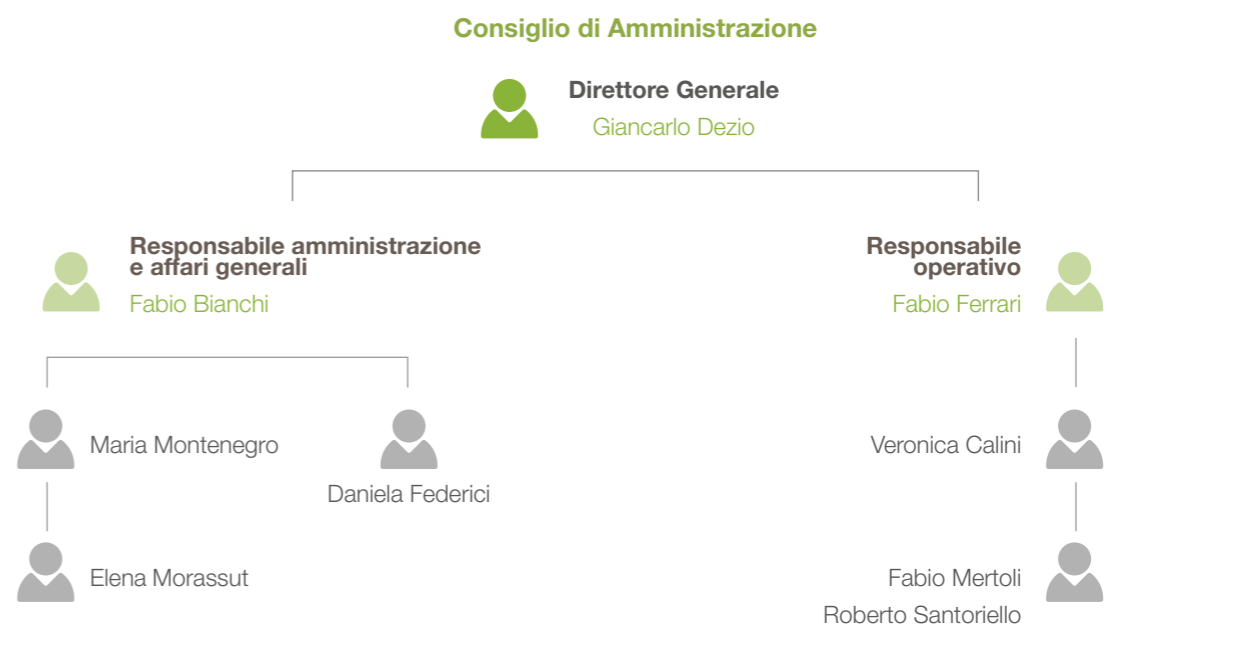 Consiglio di Amministrazione
Direttore Generale
Giancarlo Dezio
Responsabile amministrazione
e affari generali
Fabio Bianchi
Responsabile
operativo
Fabio Ferrari
Maria Montenegro
Daniela Federici
Veronica Calini
Elena Morassut
Fabio Mertoli
Roberto Santoriello